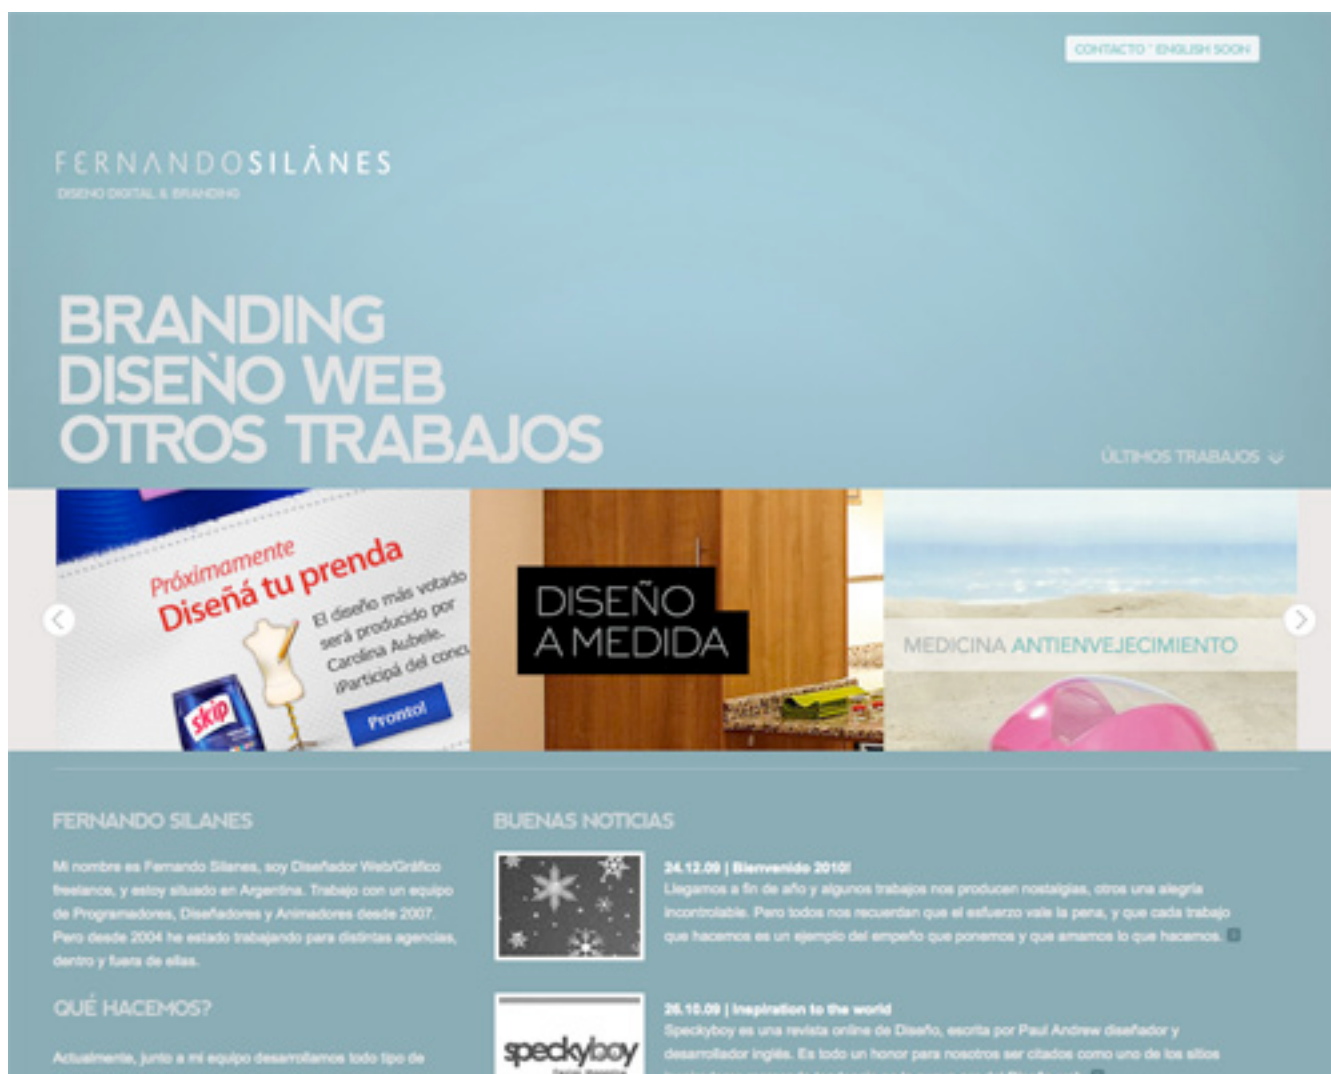 CONTACTO * ENGLISH SOON
FERNANDOSILANES
DISENO DIGITAL & BRANDING
BRANDING
DISEÑO WEB
OTROS TRABAJOS
ÚLTIMOS TRABAJOS
Próximamente
Diseñá tu prenda
El diseño más votado
será producido por
Carolina Aubele.
¡Participá del concu
Pronto!
skip
DISEÑO
A MEDIDA
MEDICINA ANTIENVEJECIMIENTO
FERNANDO SILANES
Mi nombre es Fernando Silanes, soy Diseñador Web/Gráfico
freelance, y estoy situado en Argentina. Trabajo con un equipo
de Programadores, Diseñadores y Animadores desde 2007.
Pero desde 2004 he estado trabajando para distintas agencias,
dentro y fuera de ellas.
QUÉ HACEMOS?
Actualmente, junto a mi equipo desarrollamos todo tipo de
BUENAS NOTICIAS
24.12.09 | Bienvenido 2010!
Llegamos a fin de año y algunos trabajos nos producen nostalgias, otros una alegría
incontrolable. Pero todos nos recuerdan que el esfuerzo vale la pena, y que cada trabajo
que hacemos es un ejemplo del empeño que ponemos y que amamos lo que hacemos.
speckyboy
26.10.09 | Inspiration to the world
Speckyboy es una revista online de Diseño, escrita por Paul Andrew diseñador y
desarrollador inglés. Es todo un honor para nosotros ser citados como uno de los sitios